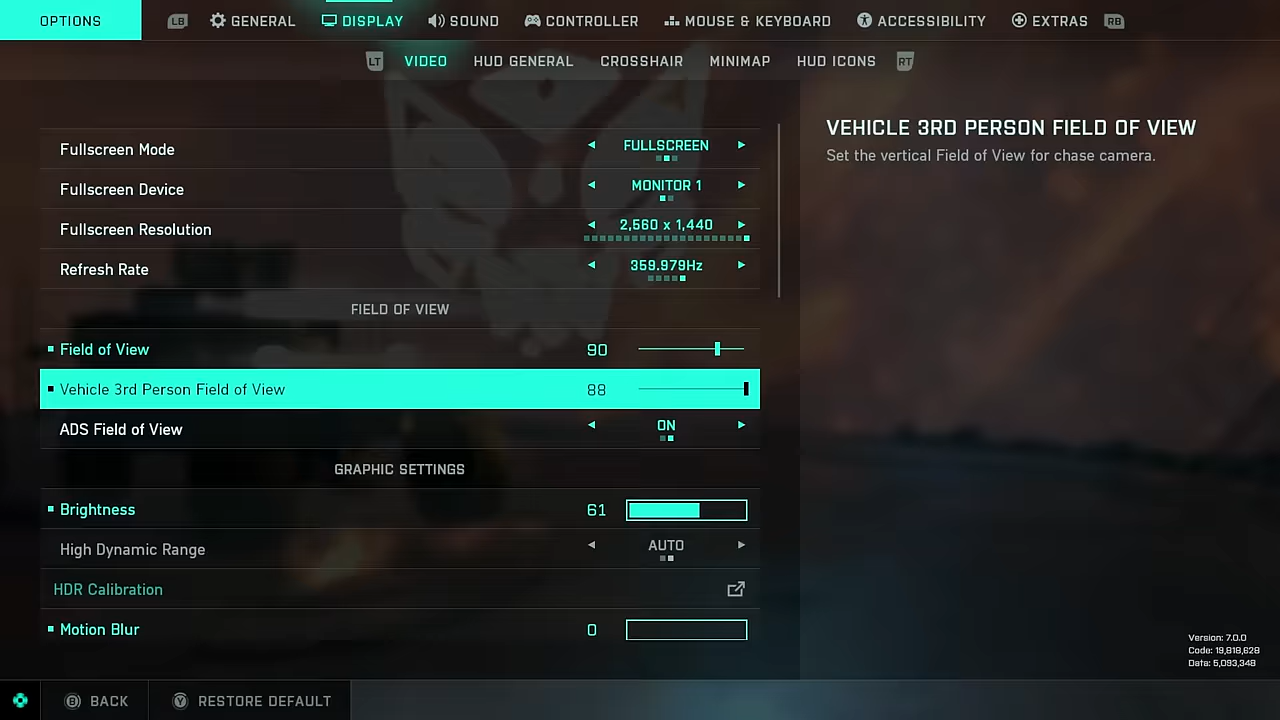 OPTIONS
LB GENERAL DISPLAY SOUND CONTROLLER MOUSE & KEYBOARD ACCESSIBILITY EXTRAS RB
LT VIDEO HUD GENERAL CROSSHAIR MINIMAP HUD ICONS RT
VEHICLE 3RD PERSON FIELD OF VIEW
Set the vertical Field of View for chase camera.
Fullscreen Mode FULLSCREEN
Fullscreen Device MONITOR 1
Fullscreen Resolution 2,560 x 1,440
Refresh Rate 359.979Hz
FIELD OF VIEW
Field of View 90
Vehicle 3rd Person Field of View 88
ADS Field of View ON
GRAPHIC SETTINGS
Brightness 61
High Dynamic Range AUTO
HDR Calibration
Motion Blur 0
Version: 7.0.0
Code: 19,818,628
Data: 5,093,348
B BACK Y RESTORE DEFAULT